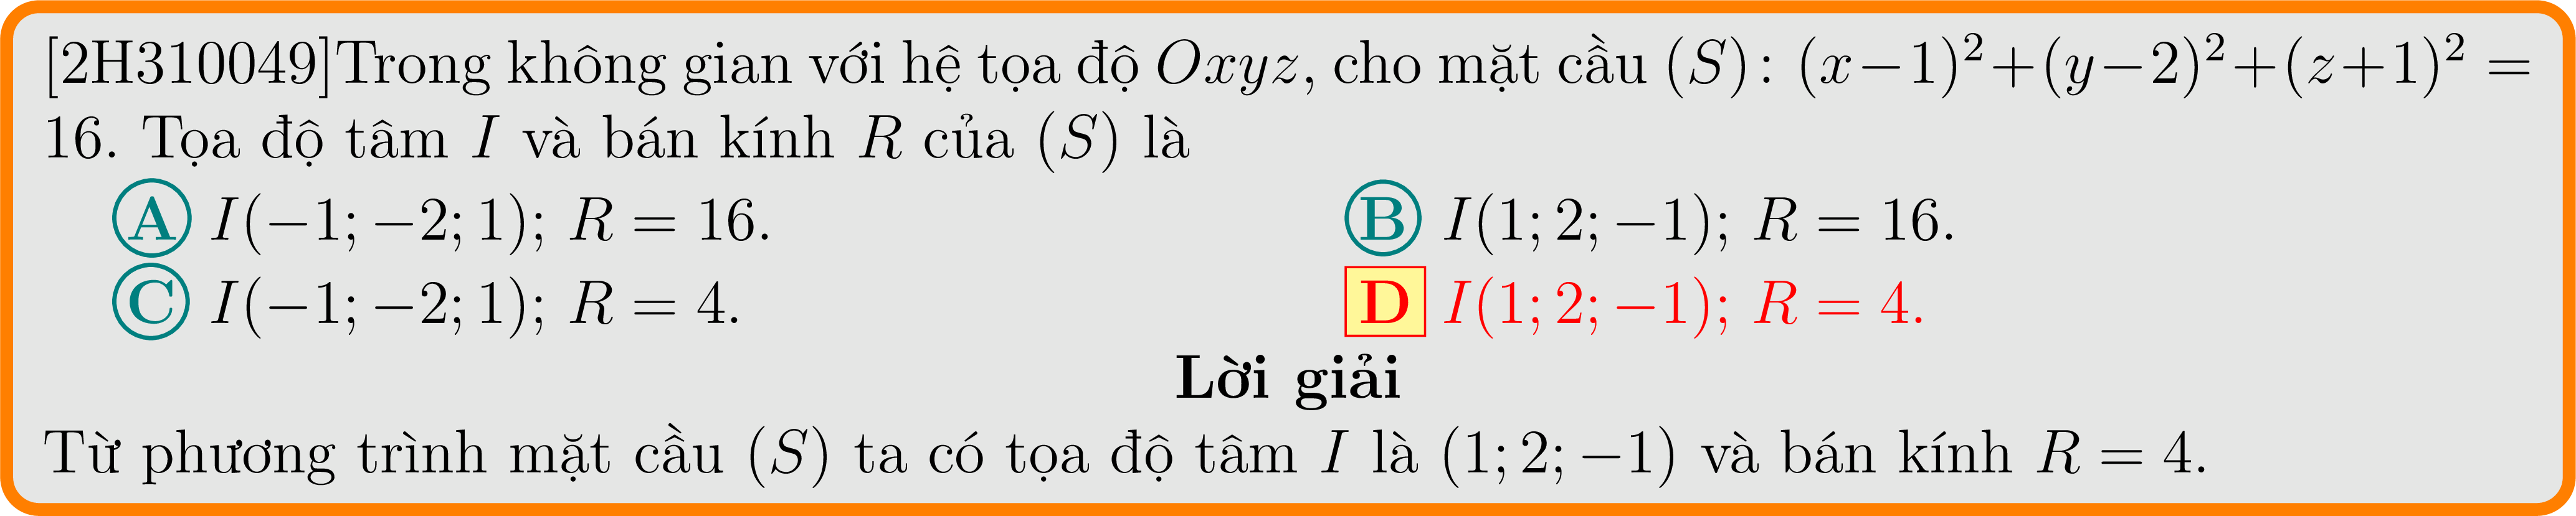 [2H310049]Trong không gian với hệ tọa độ Oxyz, cho mặt cầu (S): (x−1)²+(y−2)²+(z+1)² =
16. Tọa độ tâm I và bán kính R của (S) là
A I(−1; −2; 1); R = 16. B I(1; 2; −1); R = 16.
C I(−1; −2; 1); R = 4. D I(1; 2; −1); R = 4.
Lời giải
Từ phương trình mặt cầu (S) ta có tọa độ tâm I là (1; 2; −1) và bán kính R = 4.